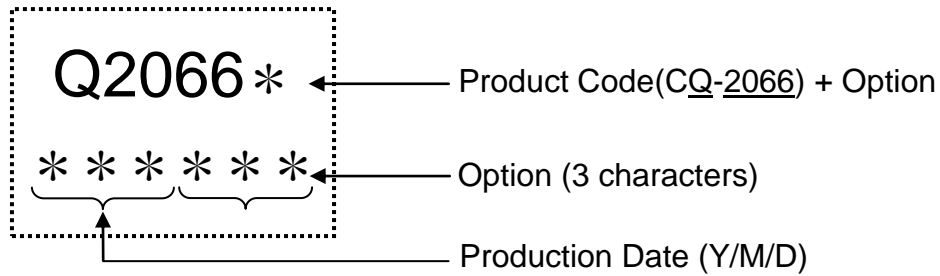 Q2066*
Product Code(CQ-2066) + Option
* * * * * *
Option (3 characters)
Production Date (Y/M/D)